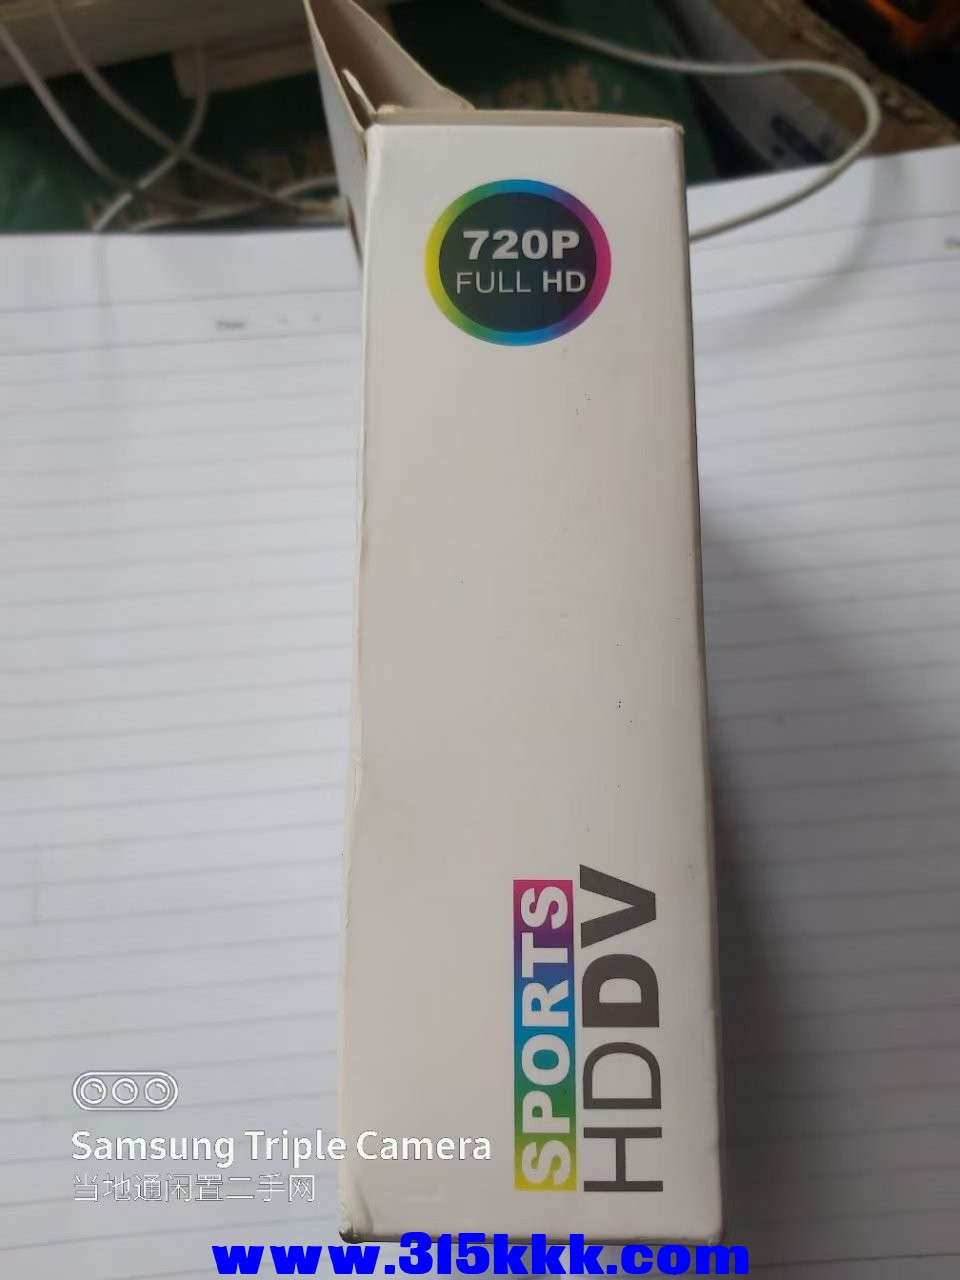 720P
FULL HD
SPORTS
HDDV
Samsung Triple Camera
当地通闲置二手网
www.315kkk.com